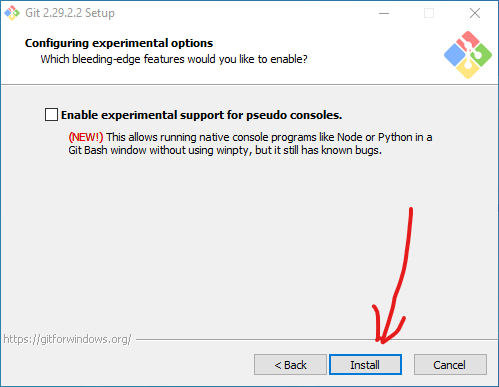 Git 2.29.2.2 Setup
Configuring experimental options
Which bleeding-edge features would you like to enable?
Enable experimental support for pseudo consoles.
(NEW!) This allows running native console programs like Node or Python in a
Git Bash window without using winpty, but it still has known bugs.
https://gitforwindows.org/
< Back
Install
Cancel